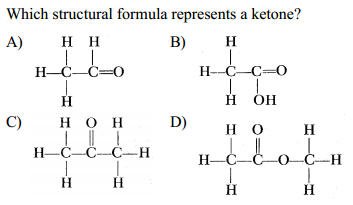 Which structural formula represents a ketone?
A) H H
H–C–C=O
H
B) H
H–C–C=O
H OH
C) H O H
H–C–C–C–H
H H
D) H O H
H–C–C–O–C–H
H H